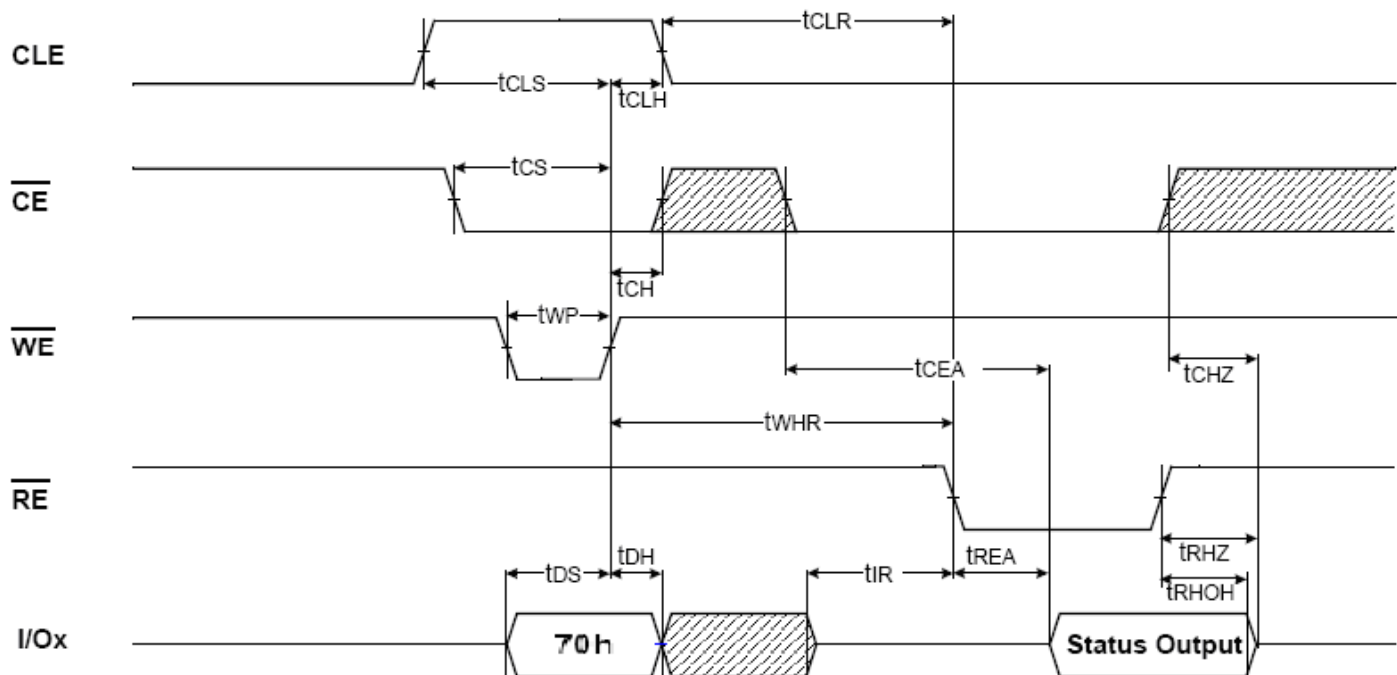 tCLR
CLE
tCLS
tCLH
tCS
CE
tCH
tWP
WE
tCEA
tCHZ
tWHR
RE
tDH
tRHZ
tDS
tIR
tREA
tRHOH
I/Ox
70h
Status Output